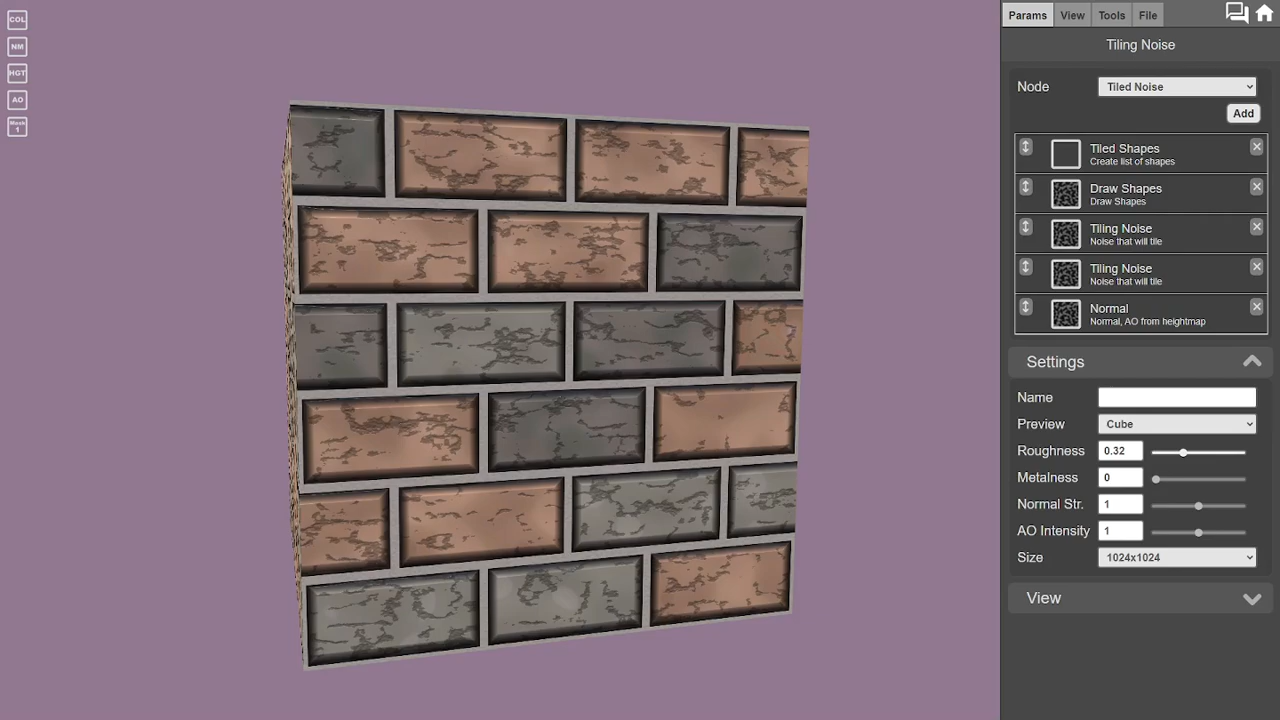 COL
NM
HGT
AO
Mask
1
Params View Tools File
Tiling Noise
Node Tiled Noise
Add
Tiled Shapes
Create list of shapes
Draw Shapes
Draw Shapes
Tiling Noise
Noise that will tile
Tiling Noise
Noise that will tile
Normal
Normal, AO from heightmap
Settings
Name
Preview Cube
Roughness 0.32
Metalness 0
Normal Str. 1
AO Intensity 1
Size 1024x1024
View